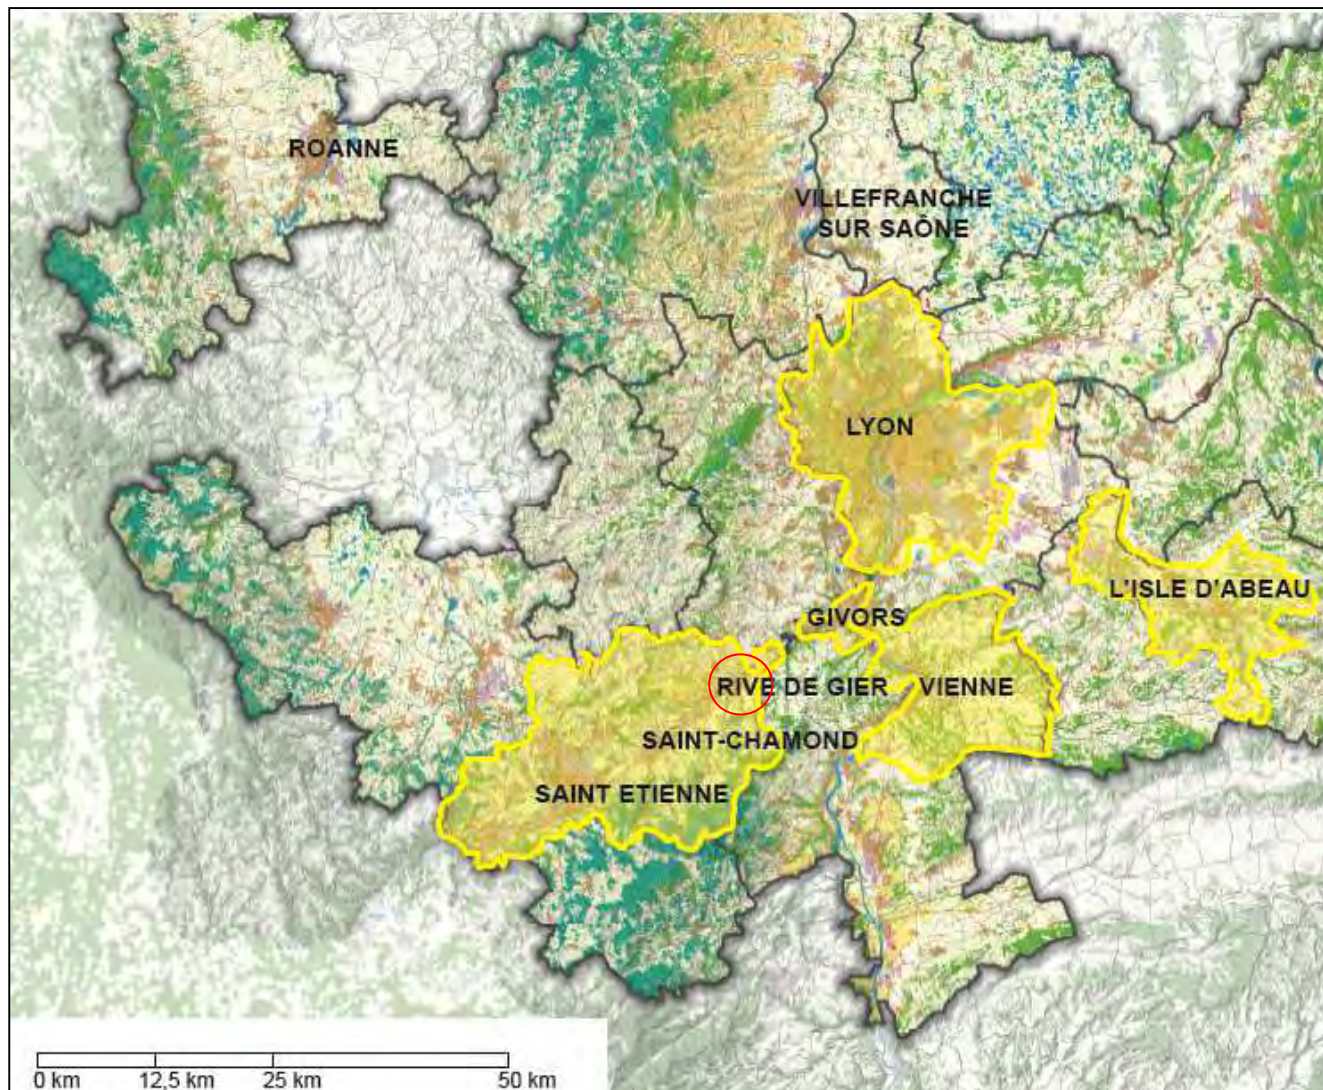 ROANNE
VILLEFRANCHE
SUR SAÔNE
LYON
L'ISLE D'ABEAU
GIVORS
RIVE DE GIER
VIENNE
SAINT-CHAMOND
SAINT ETIENNE
0 km 12,5 km 25 km 50 km